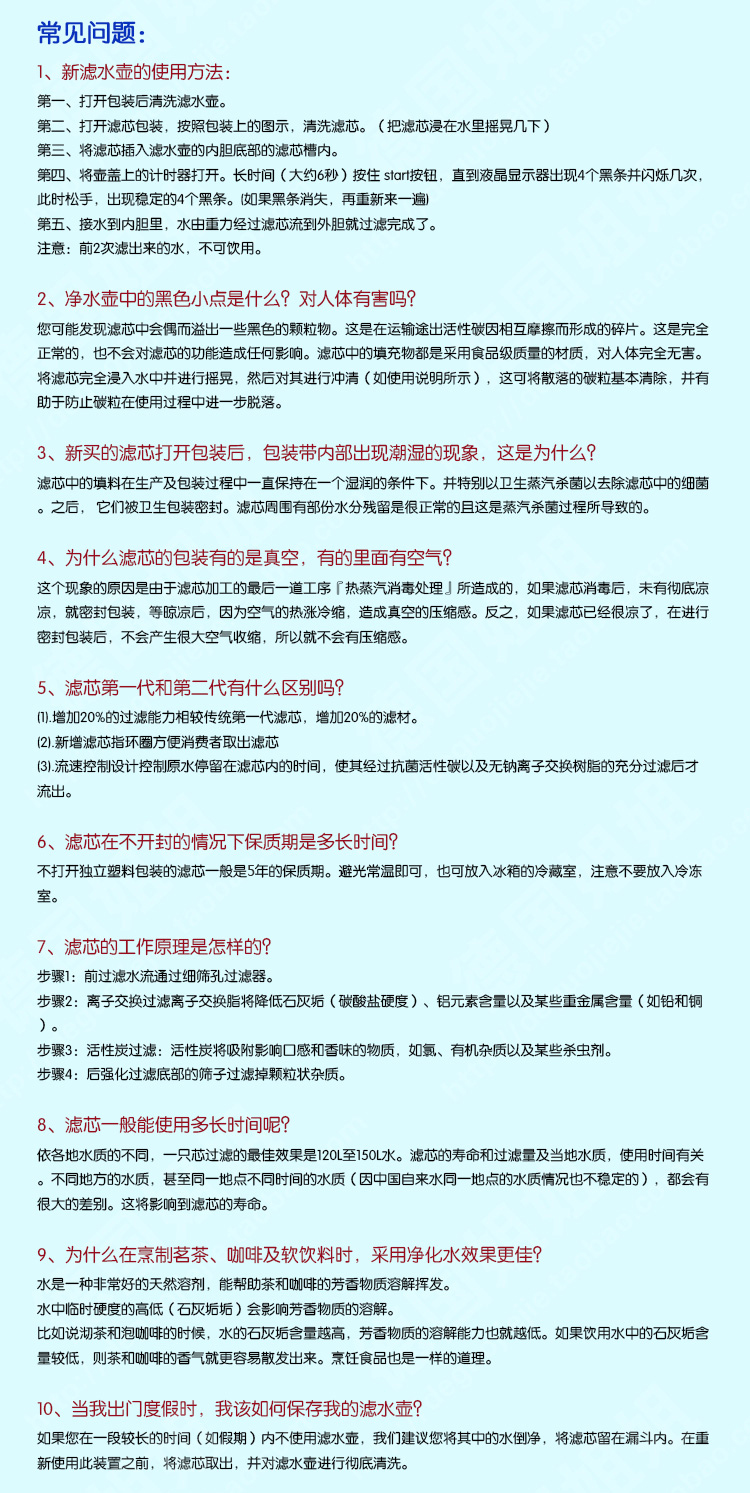 常见问题：
1、新滤水壶的使用方法：
第一、打开包装后清洗滤水壶。
第二、打开滤芯包装，按照包装上的图示，清洗滤芯。（把滤芯浸在水里摇晃几下）
第三、将滤芯插入滤水壶的内胆底部的滤芯槽内。
第四、将壶盖上的计时器打开。长时间（大约6秒）按住 start按钮，直到液晶显示器出现4个黑条并闪烁几次，
此时松手，出现稳定的4个黑条。(如果黑条消失，再重新来一遍)
第五、接水到内胆里，水由重力经过滤芯流到外胆就过滤完成了。
注意：前2次滤出来的水，不可饮用。
2、净水壶中的黑色小点是什么？对人体有害吗？
您可能发现滤芯中会偶而溢出一些黑色的颗粒物。这是在运输途出活性碳因相互摩擦而形成的碎片。这是完全
正常的，也不会对滤芯的功能造成任何影响。滤芯中的填充物都是采用食品级质量的材质，对人体完全无害。
将滤芯完全浸入水中并进行摇晃，然后对其进行冲清（如使用说明所示），这可将散落的碳粒基本清除，并有
助于防止碳粒在使用过程中进一步脱落。
3、新买的滤芯打开包装后，包装带内部出现潮湿的现象，这是为什么？
滤芯中的填料在生产及包装过程中一直保持在一个湿润的条件下。并特别以卫生蒸汽杀菌以去除滤芯中的细菌
。之后， 它们被卫生包装密封。滤芯周围有部份水分残留是很正常的且这是蒸汽杀菌过程所导致的。
4、为什么滤芯的包装有的是真空，有的里面有空气？
这个现象的原因是由于滤芯加工的最后一道工序『热蒸汽消毒处理』所造成的，如果滤芯消毒后，未有彻底凉
凉，就密封包装，等晾凉后，因为空气的热涨冷缩，造成真空的压缩感。反之，如果滤芯已经很凉了，在进行
密封包装后，不会产生很大空气收缩，所以就不会有压缩感。
5、滤芯第一代和第二代有什么区别吗？
(1).增加20%的过滤能力相较传统第一代滤芯，增加20%的滤材。
(2).新增滤芯指环圈方便消费者取出滤芯
(3).流速控制设计控制原水停留在滤芯内的时间，使其经过抗菌活性碳以及无钠离子交换树脂的充分过滤后才
流出。
6、滤芯在不开封的情况下保质期是多长时间？
不打开独立塑料包装的滤芯一般是5年的保质期。避光常温即可，也可放入冰箱的冷藏室，注意不要放入冷冻
室。
7、滤芯的工作原理是怎样的？
步骤1：前过滤水流通过细筛孔过滤器。
步骤2：离子交换过滤离子交换脂将降低石灰垢（碳酸盐硬度）、铝元素含量以及某些重金属含量（如铅和铜
）。
步骤3：活性炭过滤：活性炭将吸附影响口感和香味的物质，如氯、有机杂质以及某些杀虫剂。
步骤4：后强化过滤底部的筛子过滤掉颗粒状杂质。
8、滤芯一般能使用多长时间呢？
依各地水质的不同，一只芯过滤的最佳效果是120L至150L水。滤芯的寿命和过滤量及当地水质，使用时间有关
。不同地方的水质，甚至同一地点不同时间的水质（因中国自来水同一地点的水质情况也不稳定的），都会有
很大的差别。这将影响到滤芯的寿命。
9、为什么在烹制茗茶、咖啡及软饮料时，采用净化水效果更佳？
水是一种非常好的天然溶剂，能帮助茶和咖啡的芳香物质溶解挥发。
水中临时硬度的高低（石灰垢垢）会影响芳香物质的溶解。
比如说沏茶和泡咖啡的时候，水的石灰垢含量越高，芳香物质的溶解能力也就越低。如果饮用水中的石灰垢含
量较低，则茶和咖啡的香气就更容易散发出来。烹饪食品也是一样的道理。
10、当我出门度假时，我该如何保存我的滤水壶？
如果您在一段较长的时间（如假期）内不使用滤水壶，我们建议您将其中的水倒净，将滤芯留在漏斗内。在重
新使用此装置之前，将滤芯取出，并对滤水壶进行彻底清洗。